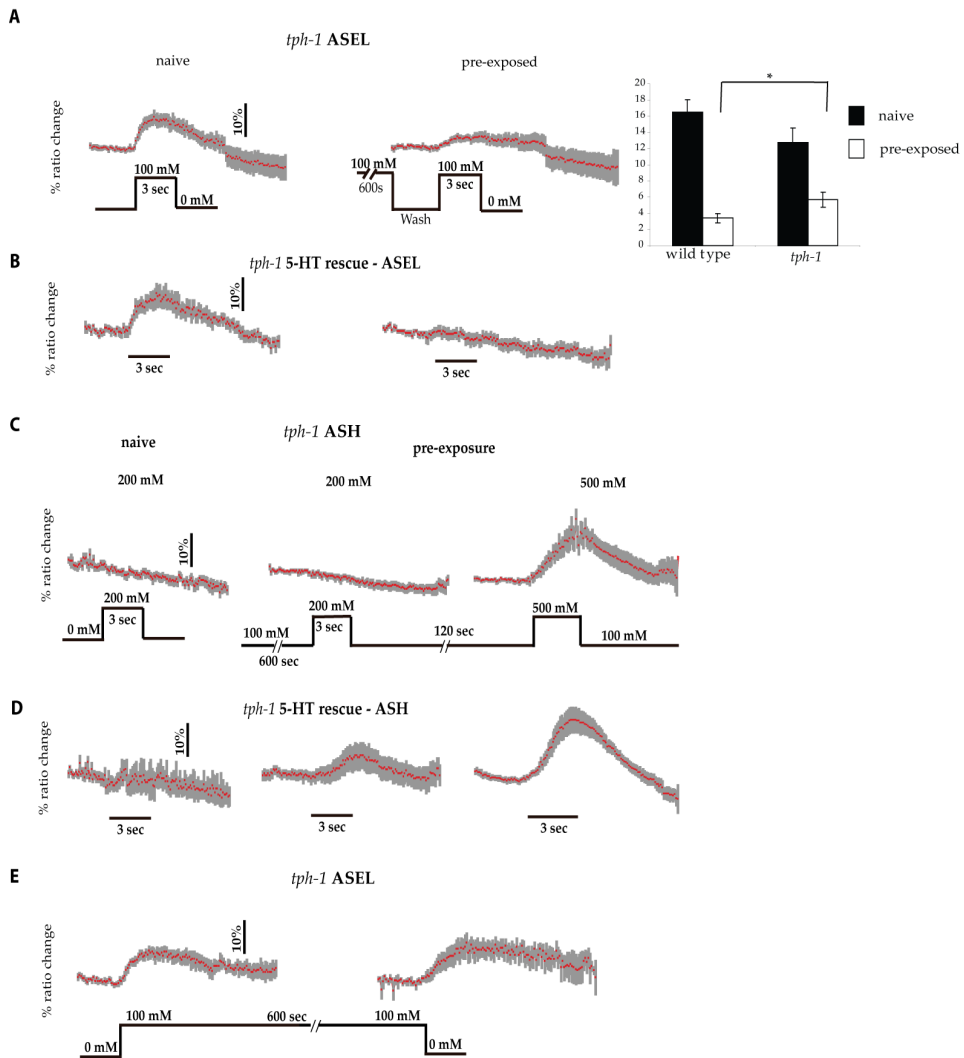 A
tph-1 ASEL
naive
pre-exposed
% ratio change
10%
100 mM
3 sec
0 mM
100 mM
600s
Wash
100 mM
3 sec
0 mM
20
18
16
14
12
10
8
6
4
2
0
*
wild type
tph-1
naive
pre-exposed
B
tph-1 5-HT rescue - ASEL
% ratio change
10%
3 sec
3 sec
C
tph-1 ASH
naive
pre-exposure
200 mM
200 mM
500 mM
% ratio change
10%
0 mM
200 mM
3 sec
100 mM
600 sec
200 mM
3 sec
120 sec
500 mM
100 mM
D
tph-1 5-HT rescue - ASH
% ratio change
10%
3 sec
3 sec
3 sec
E
tph-1 ASEL
% ratio change
10%
0 mM
100 mM
600 sec
100 mM
0 mM